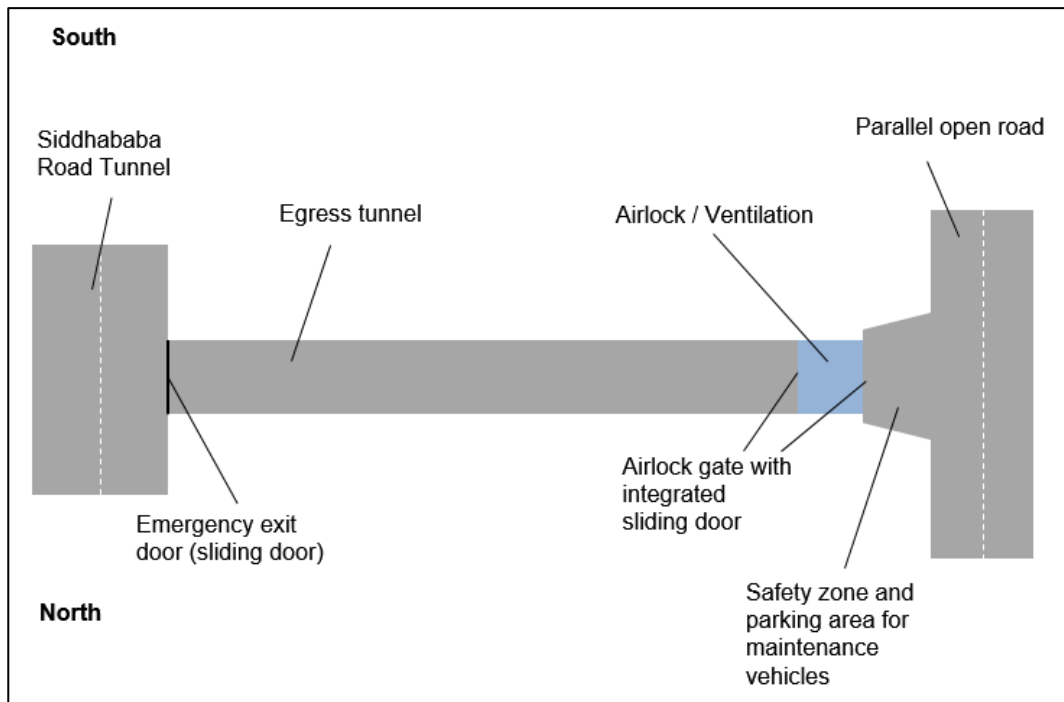 South
Siddhababa
Road Tunnel
Egress tunnel
Airlock / Ventilation
Parallel open road
Emergency exit
door (sliding door)
Airlock gate with
integrated
sliding door
Safety zone and
parking area for
maintenance
vehicles
North